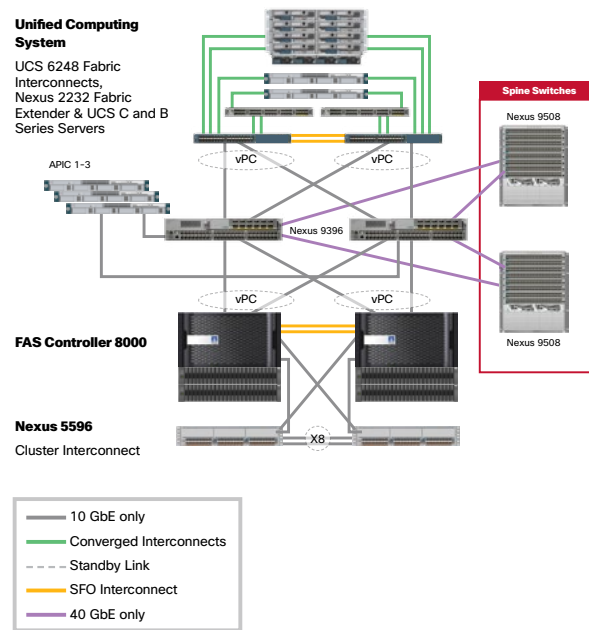 Unified Computing
System
UCS 6248 Fabric
Interconnects,
Nexus 2232 Fabric
Extender & UCS C and B
Series Servers
Spine Switches
Nexus 9508
vPC
vPC
APIC 1-3
Nexus 9396
vPC
vPC
FAS Controller 8000
Nexus 9508
Nexus 5596
Cluster Interconnect
X8
10 GbE only
Converged Interconnects
Standby Link
SFO Interconnect
40 GbE only